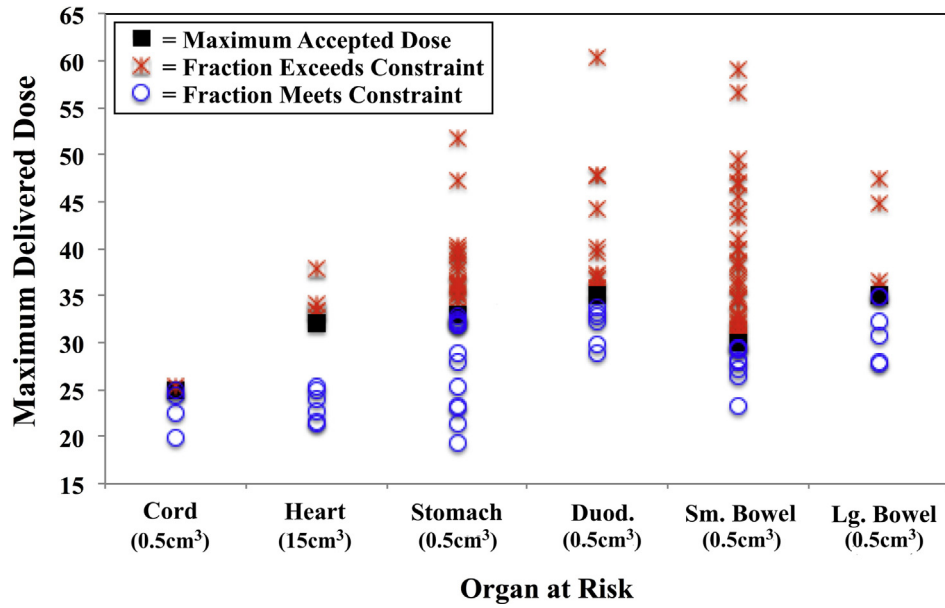 65
60
55
50
45
40
35
30
25
20
15
Maximum Delivered Dose
= Maximum Accepted Dose
= Fraction Exceeds Constraint
= Fraction Meets Constraint
Cord Heart Stomach Duod. Sm. Bowel Lg. Bowel
(0.5cm³) (15cm³) (0.5cm³) (0.5cm³) (0.5cm³) (0.5cm³)
Organ at Risk